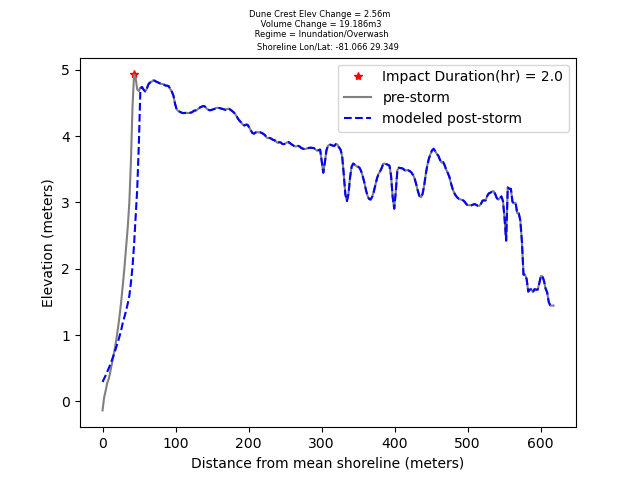 Dune Crest Elev Change = 2.56m
Volume Change = 19.186m3
Regime = Inundation/Overwash
Shoreline Lon/Lat: -81.066 29.349
Impact Duration(hr) = 2.0
pre-storm
modeled post-storm
Elevation (meters)
5
4
3
2
1
0
0 100 200 300 400 500 600
Distance from mean shoreline (meters)